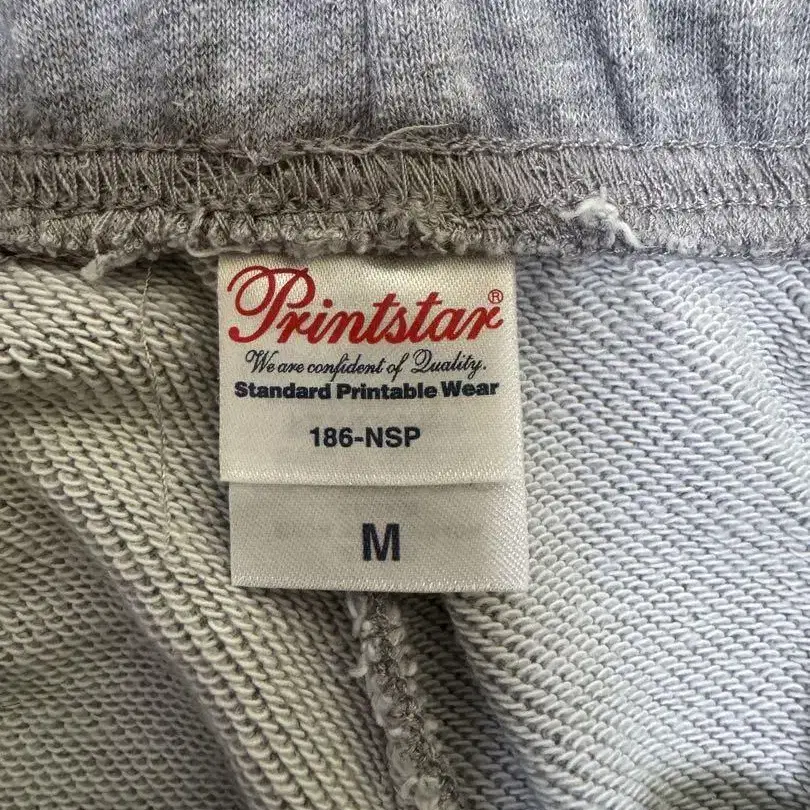 Printstar®
We are confident of Quality.
Standard Printable Wear
186-NSP
M